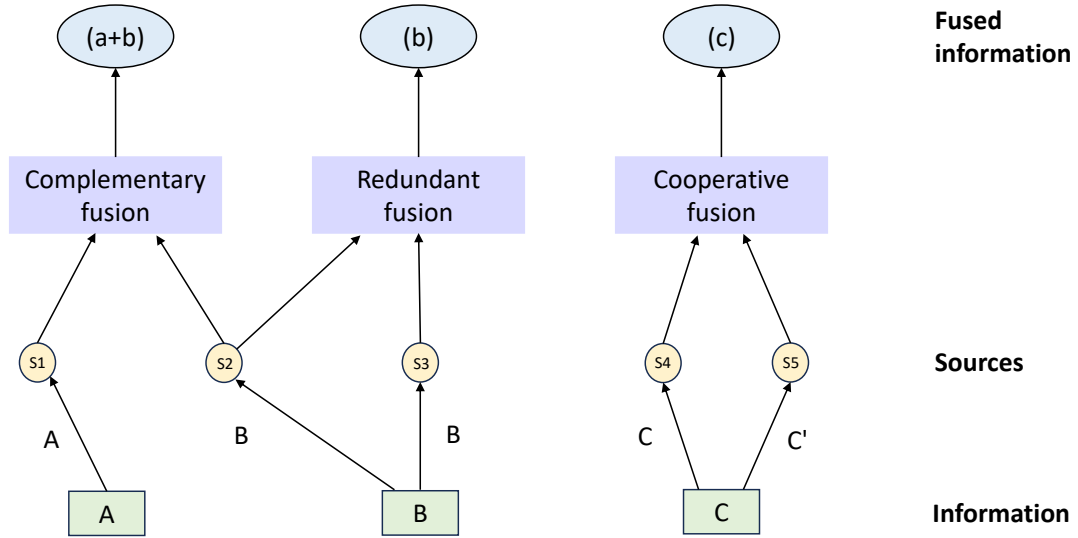 (a+b)
(b)
(c)
Fused
information
Complementary
fusion
Redundant
fusion
Cooperative
fusion
S1
S2
S3
S4
S5
Sources
A
B
B
C
C'
A
B
C
Information